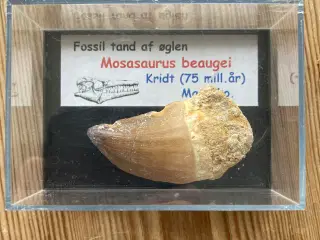 Fossil tand af øglen
Mosasaurus beaugei
Kridt (75 mill.år)